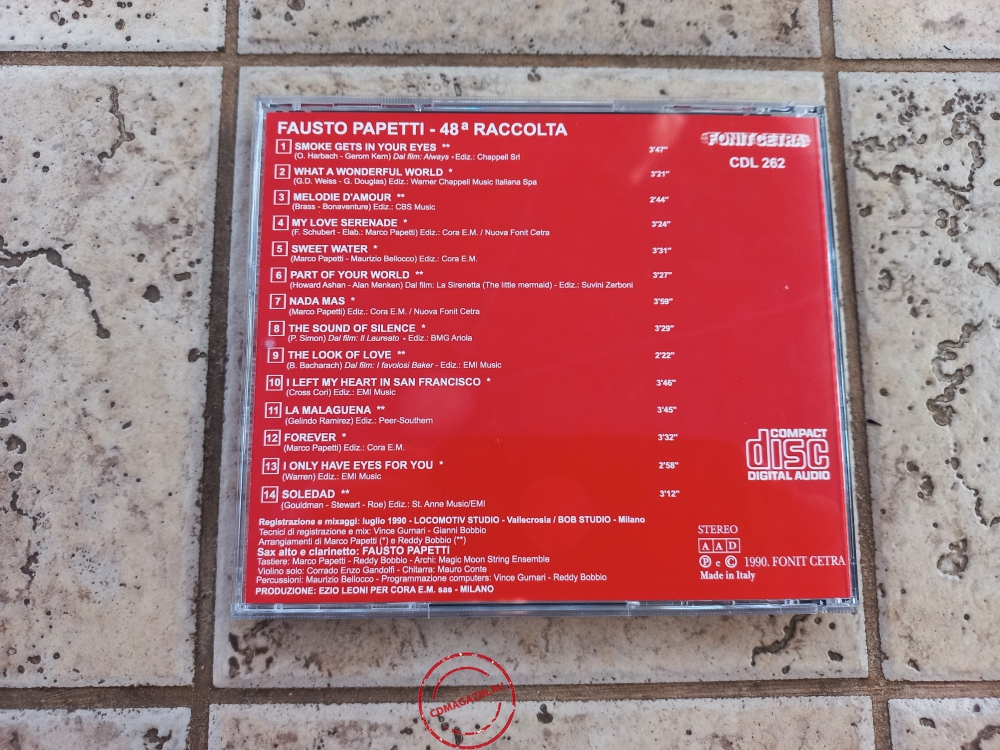 FAUSTO PAPETTI - 48ª RACCOLTA
FONIT CETRA
CDL 262
1 SMOKE GETS IN YOUR EYES ** 3'47"
(O. Harbach - Gerom Kern) Dal film: Always • Ediz.: Chappell Srl
2 WHAT A WONDERFUL WORLD * 3'21"
(G.D. Weiss - G. Douglas) Ediz.: Warner Chappell Music Italiana Spa
3 MELODIE D'AMOUR ** 2'44"
(Brass - Bonaventure) Ediz.: CBS Music
4 MY LOVE SERENADE * 3'24"
(F. Schubert - Elab.: Marco Papetti) Ediz.: Cora E.M. / Nuova Fonit Cetra
5 SWEET WATER * 3'31"
(Marco Papetti - Maurizio Bellocco) Ediz.: Cora E.M.
6 PART OF YOUR WORLD ** 3'27"
(Howard Ashan - Alan Menken) Dal film: La Sirenetta (The little mermaid) - Ediz.: Suvini Zerboni
7 NADA MAS * 3'59"
(Marco Papetti) Ediz.: Cora E.M. / Nuova Fonit Cetra
8 THE SOUND OF SILENCE * 3'29"
(P. Simon) Dal film: Il Laureato • Ediz.: BMG Ariola
9 THE LOOK OF LOVE ** 2'22"
(B. Bacharach) Dal film: I favolosi Baker - Ediz.: EMI Music
10 I LEFT MY HEART IN SAN FRANCISCO * 3'46"
(Cross Cori) Ediz.: EMI Music
11 LA MALAGUENA ** 3'45"
(Gelindo Ramirez) Ediz.: Peer-Southern
12 FOREVER * 3'32"
(Marco Papetti) Ediz.: Cora E.M.
13 I ONLY HAVE EYES FOR YOU * 2'58"
(Warren) Ediz.: EMI Music
14 SOLEDAD ** 3'12"
(Gouldman - Stewart - Roe) Ediz.: St. Anne Music/EMI
COMPACT
disc
DIGITAL AUDIO
Registrazione e mixaggi: luglio 1990 - LOCOMOTIV STUDIO - Vallecrosia / BOB STUDIO - Milano
Tecnici di registrazione e mix: Vince Gurnari - Gianni Bobbio
Arrangiamenti di Marco Papetti (*) e Reddy Bobbio (**)
Sax alto e clarinetto: FAUSTO PAPETTI
Tastiere: Marco Papetti - Reddy Bobbio - Archi: Magic Moon String Ensemble
Violino solo: Corrado Enzo Gandolfi - Chitarra: Mauro Conte
Percussioni: Maurizio Bellocco - Programmazione computers: Vince Gurnari - Reddy Bobbio
PRODUZIONE: EZIO LEONI PER CORA E.M. sas - MILANO
STEREO
A A D
Ⓟ e © 1990. FONIT CETRA
Made in Italy
CDMAGAZIN.RU